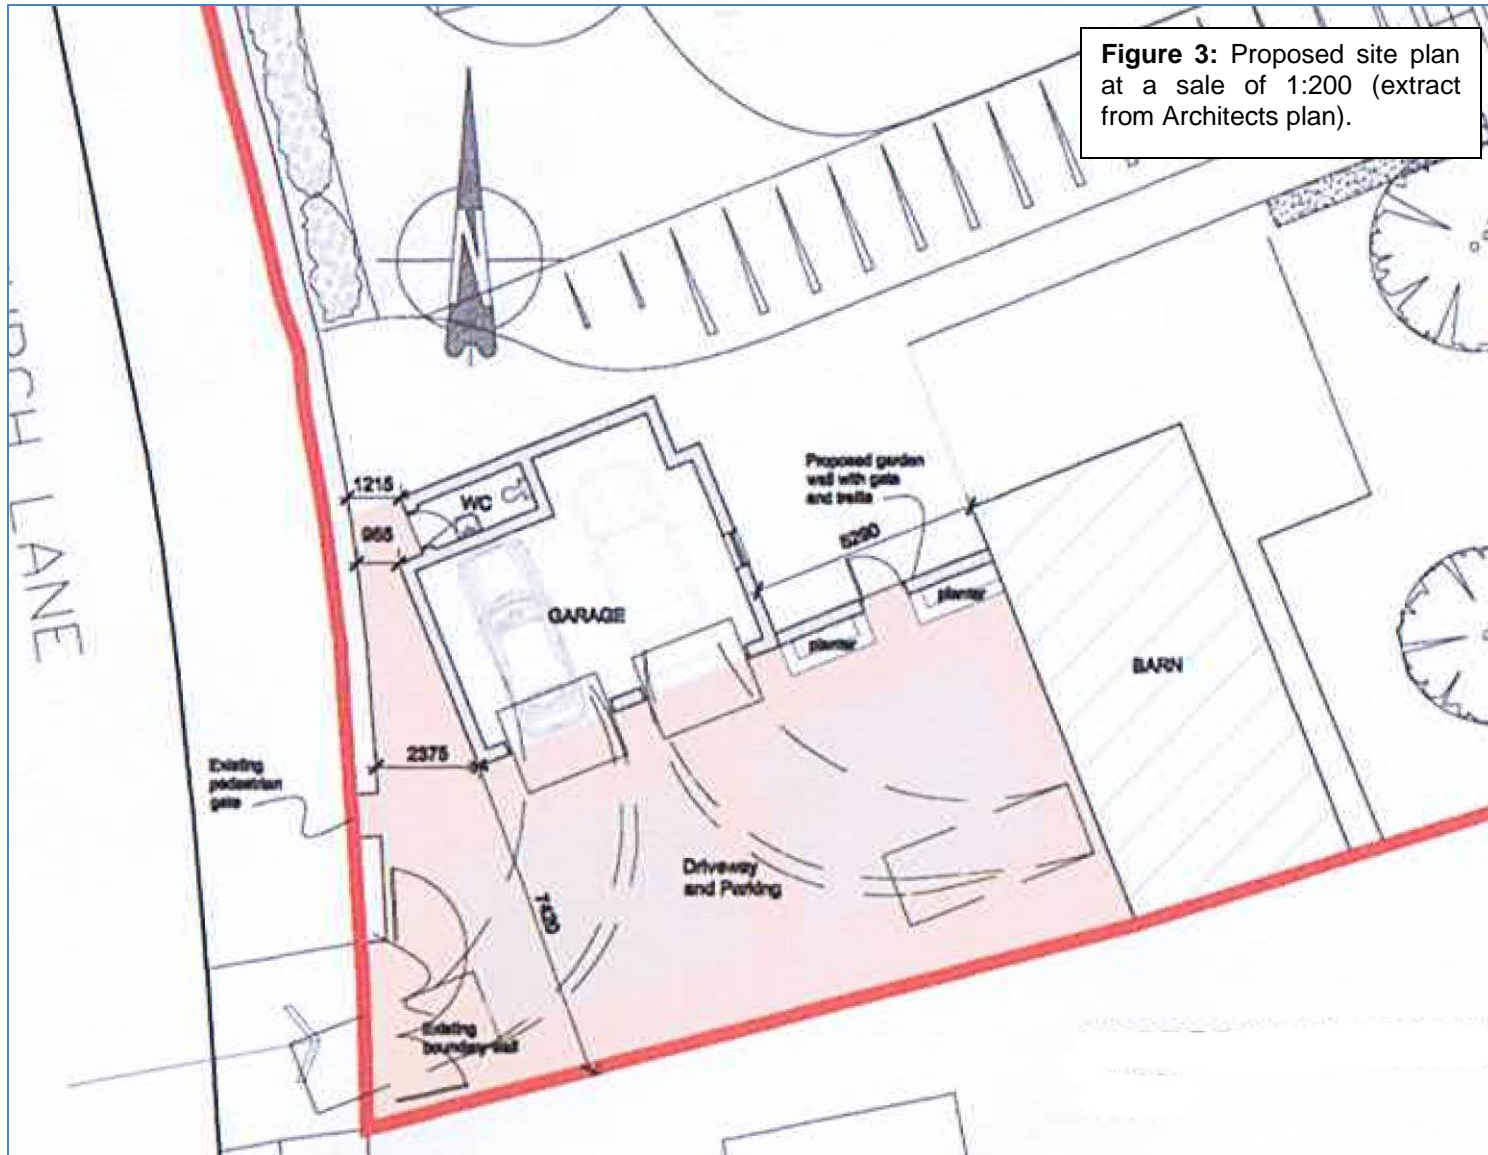 Figure 3: Proposed site plan
at a sale of 1:200 (extract
from Architects plan).
LANE
1215
965
WC
GARAGE
Proposed garden
wall with gate
and trellis
5290
planter
planter
BARN
2375
Existing
pedestrian
gate
7420
Driveway
and Parking
Existing
boundary wall